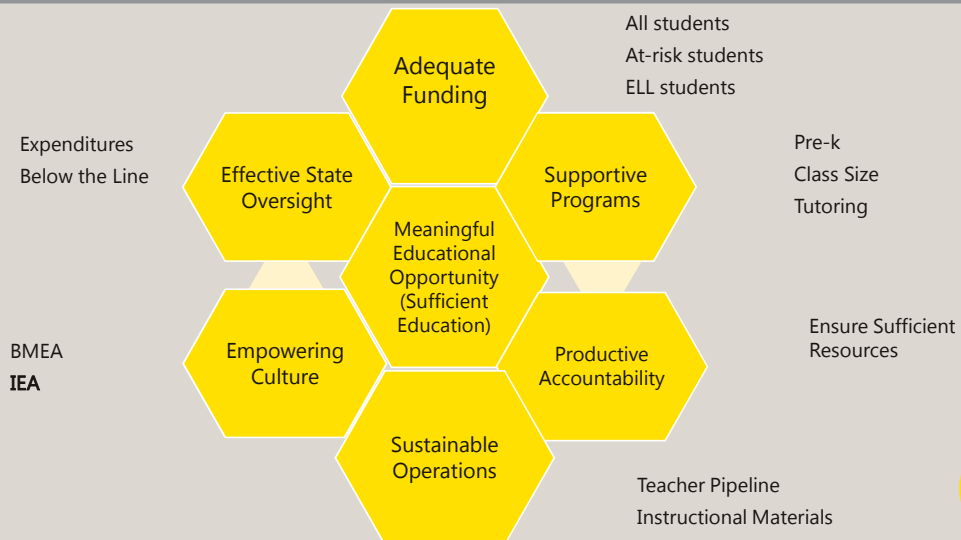 All students
At-risk students
ELL students
Adequate
Funding
Expenditures
Below the Line
Effective State
Oversight
Supportive
Programs
Pre-k
Class Size
Tutoring
Meaningful
Educational
Opportunity
(Sufficient
Education)
BMEA
IEA
Empowering
Culture
Productive
Accountability
Ensure Sufficient
Resources
Sustainable
Operations
Teacher Pipeline
Instructional Materials